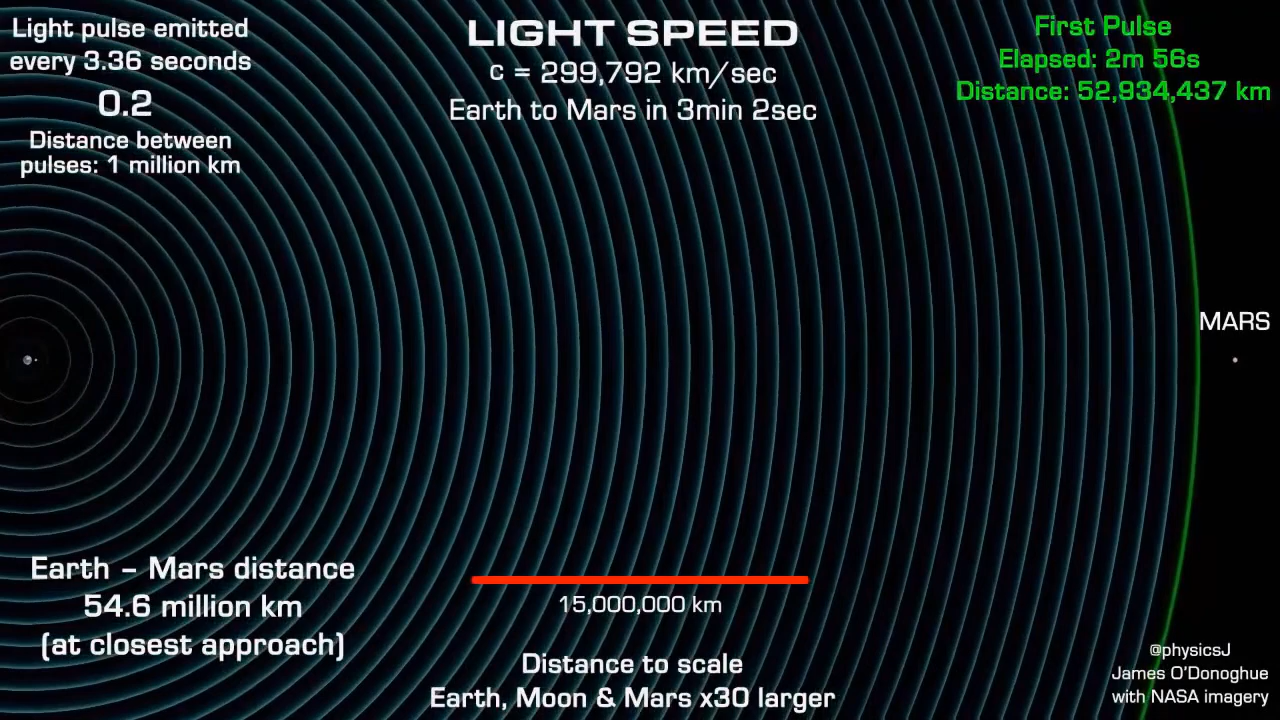 Light pulse emitted
every 3.36 seconds
0.2
Distance between
pulses: 1 million km
LIGHT SPEED
c = 299,792 km/sec
Earth to Mars in 3min 2sec
First Pulse
Elapsed: 2m 56s
Distance: 52,934,437 km
MARS
Earth – Mars distance
54.6 million km
(at closest approach)
15,000,000 km
Distance to scale
Earth, Moon & Mars x30 larger
@physicsJ
James O'Donoghue
with NASA imagery